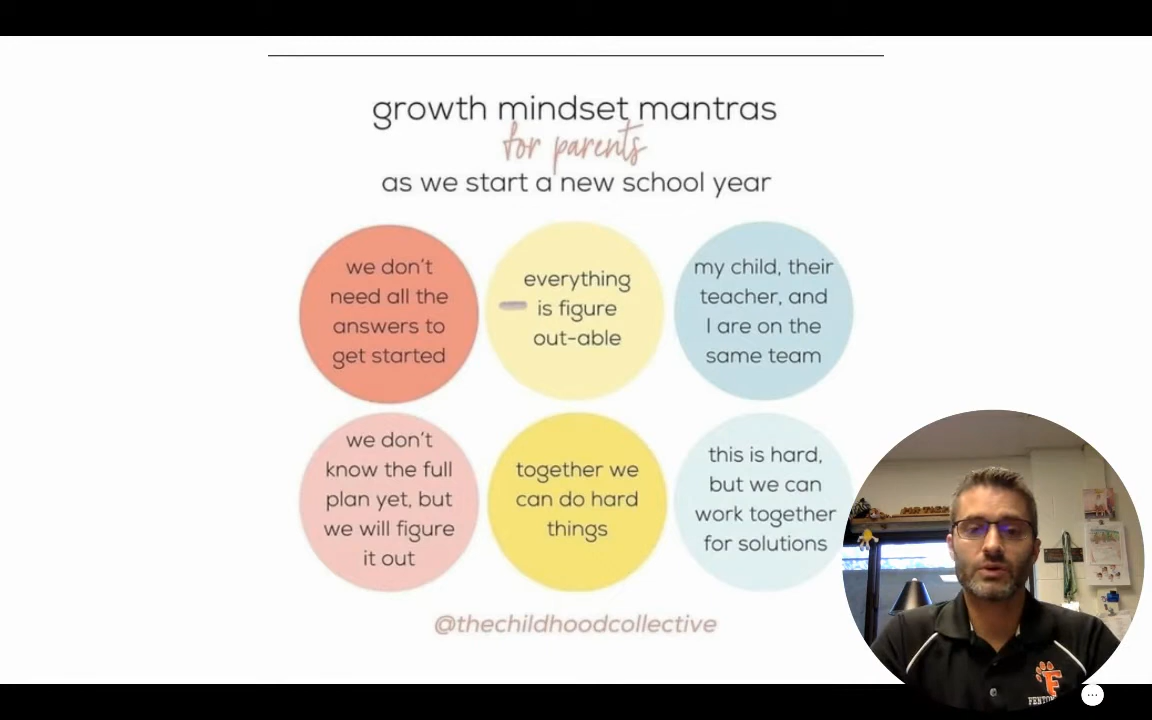 growth mindset mantras
for parents
as we start a new school year
we don't
need all the
answers to
get started
everything
is figure
out-able
my child, their
teacher, and
I are on the
same team
we don't
know the full
plan yet, but
we will figure
it out
together we
can do hard
things
this is hard,
but we can
work together
for solutions
@thechildhoodcollective
F